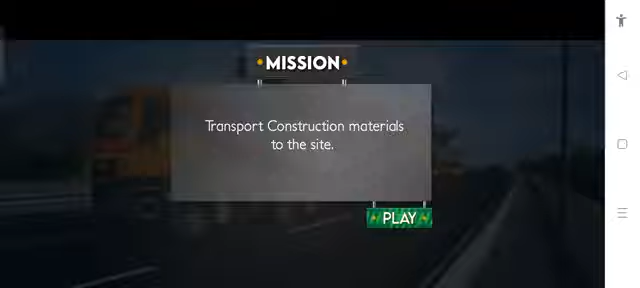 MISSION
Transport Construction materials
to the site.
PLAY